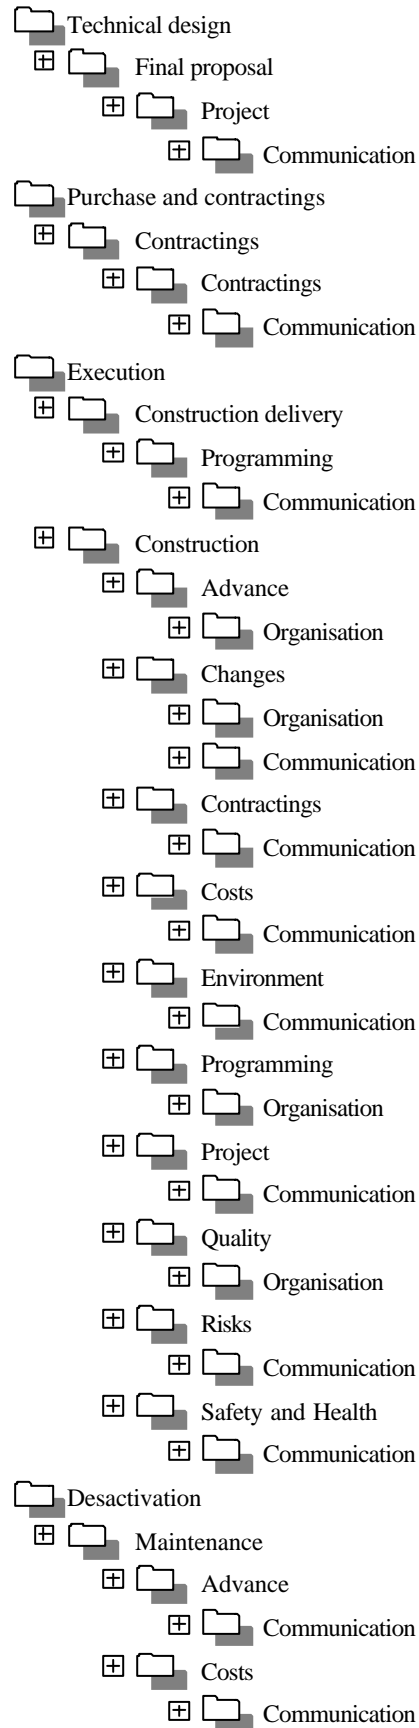 Technical design
Final proposal
Project
Communication
Purchase and contractings
Contractings
Contractings
Communication
Execution
Construction delivery
Programming
Communication
Construction
Advance
Organisation
Changes
Organisation
Communication
Contractings
Communication
Costs
Communication
Environment
Communication
Programming
Organisation
Project
Communication
Quality
Organisation
Risks
Communication
Safety and Health
Communication
Desactivation
Maintenance
Advance
Communication
Costs
Communication